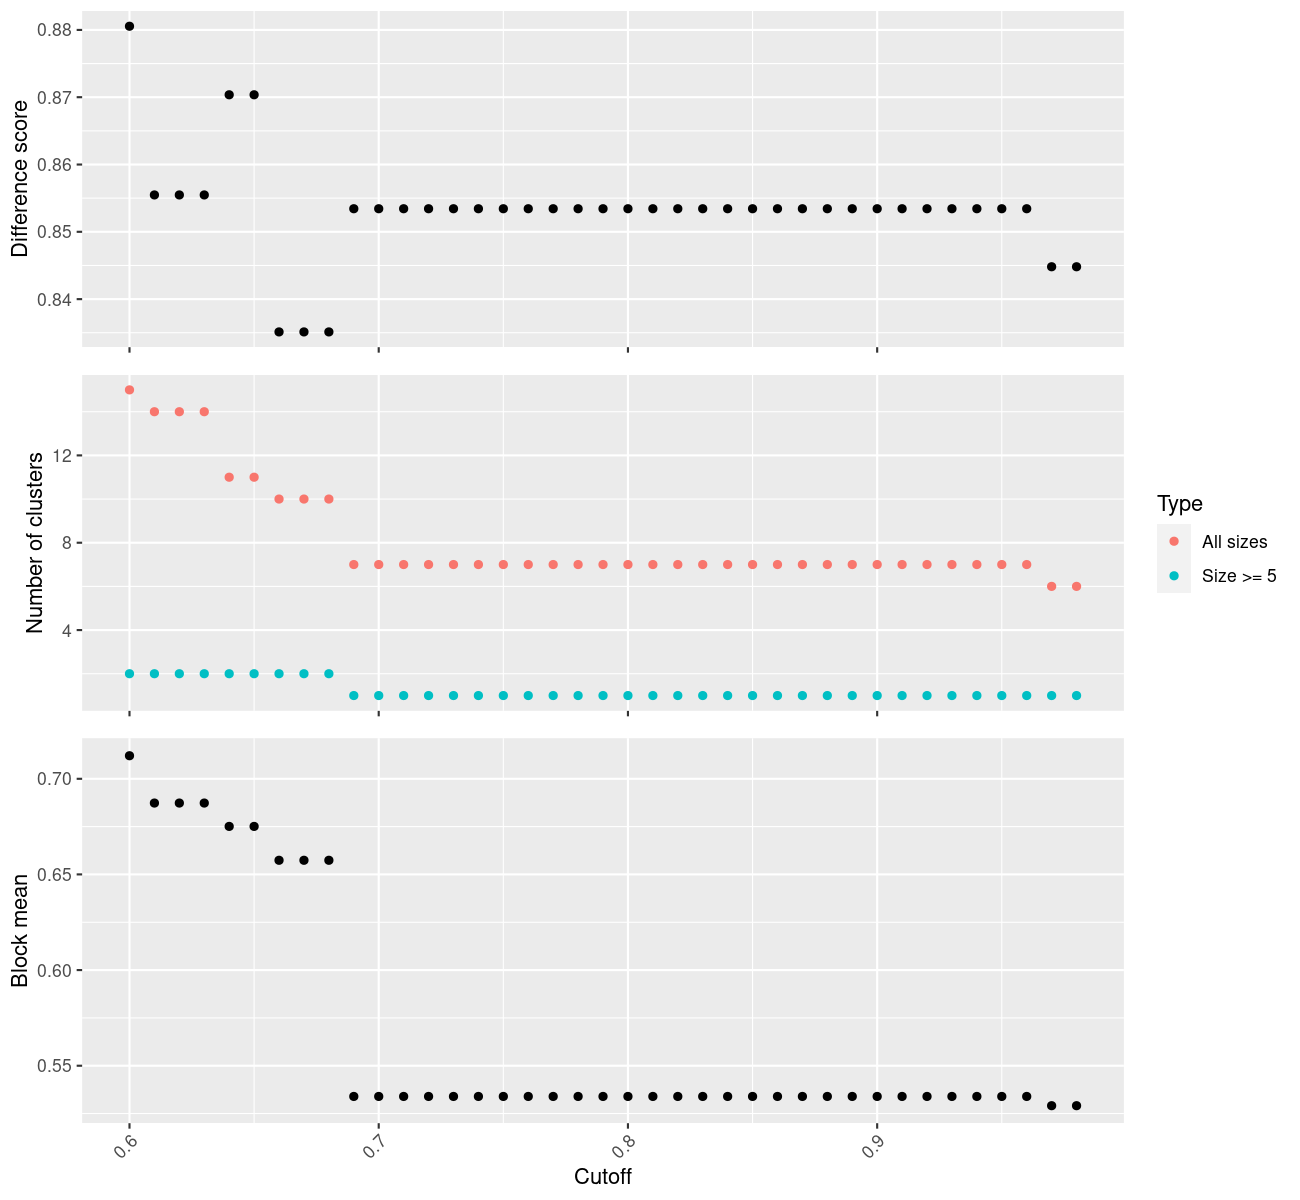 Difference score
0.88
0.87
0.86
0.85
0.84
Number of clusters
12
8
4
Type
All sizes
Size >= 5
Block mean
0.70
0.65
0.60
0.55
0.6
0.7
0.8
0.9
Cutoff